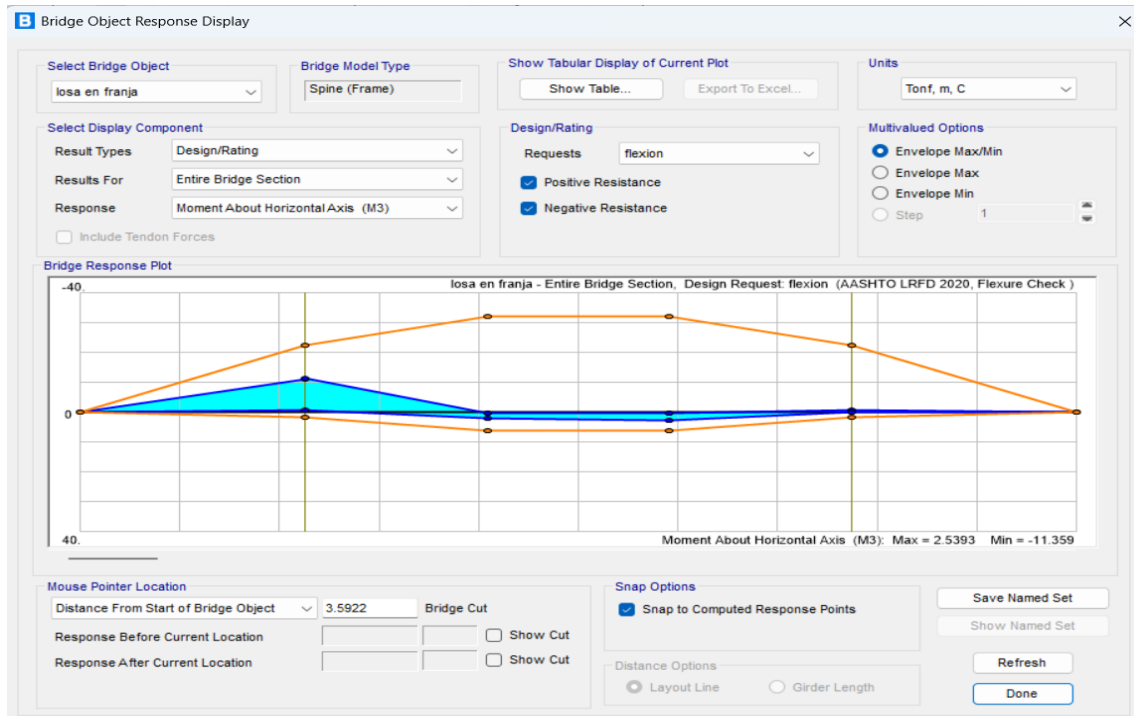 B Bridge Object Response Display
Select Bridge Object
losa en franja
Bridge Model Type
Spine (Frame)
Show Tabular Display of Current Plot
Show Table...
Export To Excel...
Units
Tonf, m, C
Select Display Component
Result Types
Design/Rating
Results For
Entire Bridge Section
Response
Moment About Horizontal Axis (M3)
Include Tendon Forces
Design/Rating
Requests
flexion
Positive Resistance
Negative Resistance
Multivalued Options
Envelope Max/Min
Envelope Max
Envelope Min
Step
1
Bridge Response Plot
-40.
losa en franja - Entire Bridge Section, Design Request: flexion (AASHTO LRFD 2020, Flexure Check )
0
40.
Moment About Horizontal Axis (M3): Max = 2.5393 Min = -11.359
Mouse Pointer Location
Distance From Start of Bridge Object
3.5922
Bridge Cut
Response Before Current Location
Show Cut
Response After Current Location
Show Cut
Snap Options
Snap to Computed Response Points
Distance Options
Layout Line
Girder Length
Save Named Set
Show Named Set
Refresh
Done